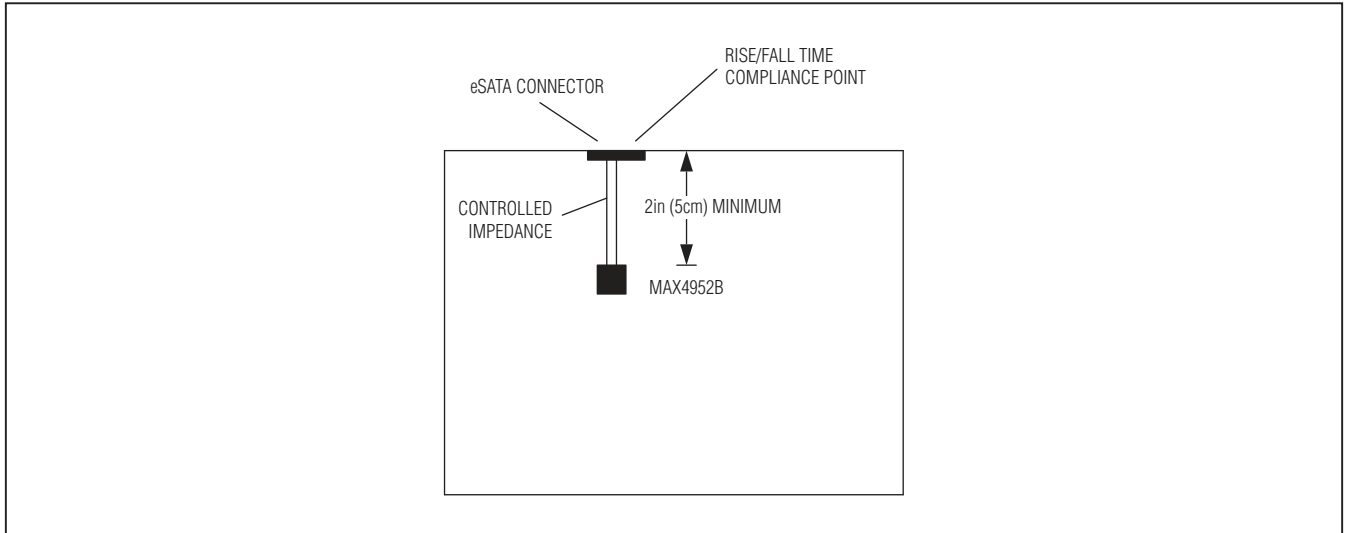 RISE/FALL TIME
COMPLIANCE POINT
eSATA CONNECTOR
CONTROLLED
IMPEDANCE
2in (5cm) MINIMUM
MAX4952B